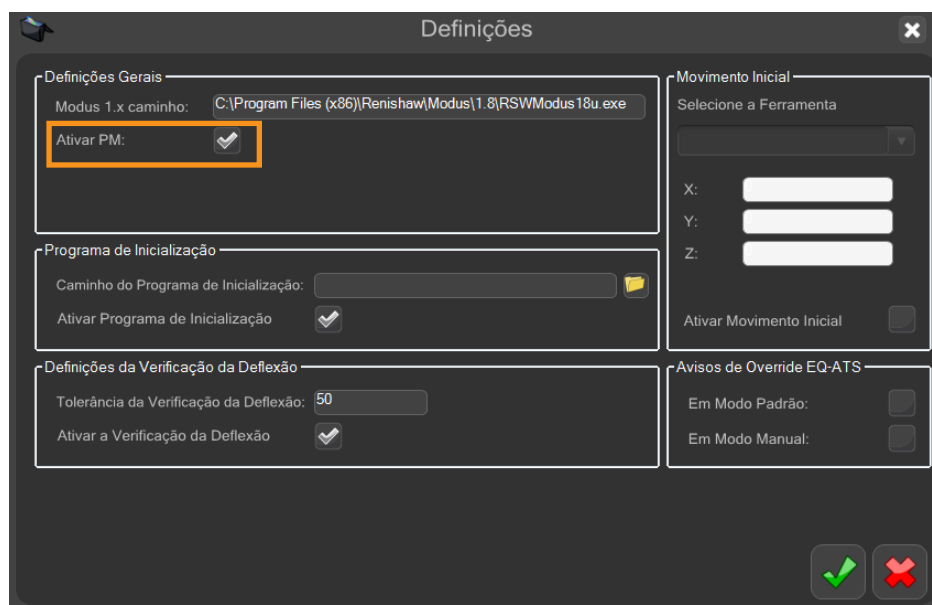 Definições
Definições Gerais
Modus 1.x caminho: C:\Program Files (x86)\Renishaw\Modus\1.8\RSWModus18u.exe
Ativar PM:
Programa de Inicialização
Caminho do Programa de Inicialização:
Ativar Programa de Inicialização
Definições da Verificação da Deflexão
Tolerância da Verificação da Deflexão: 50
Ativar a Verificação da Deflexão
Movimento Inicial
Selecione a Ferramenta
X:
Y:
Z:
Ativar Movimento Inicial
Avisos de Override EQ-ATS
Em Modo Padrão:
Em Modo Manual: